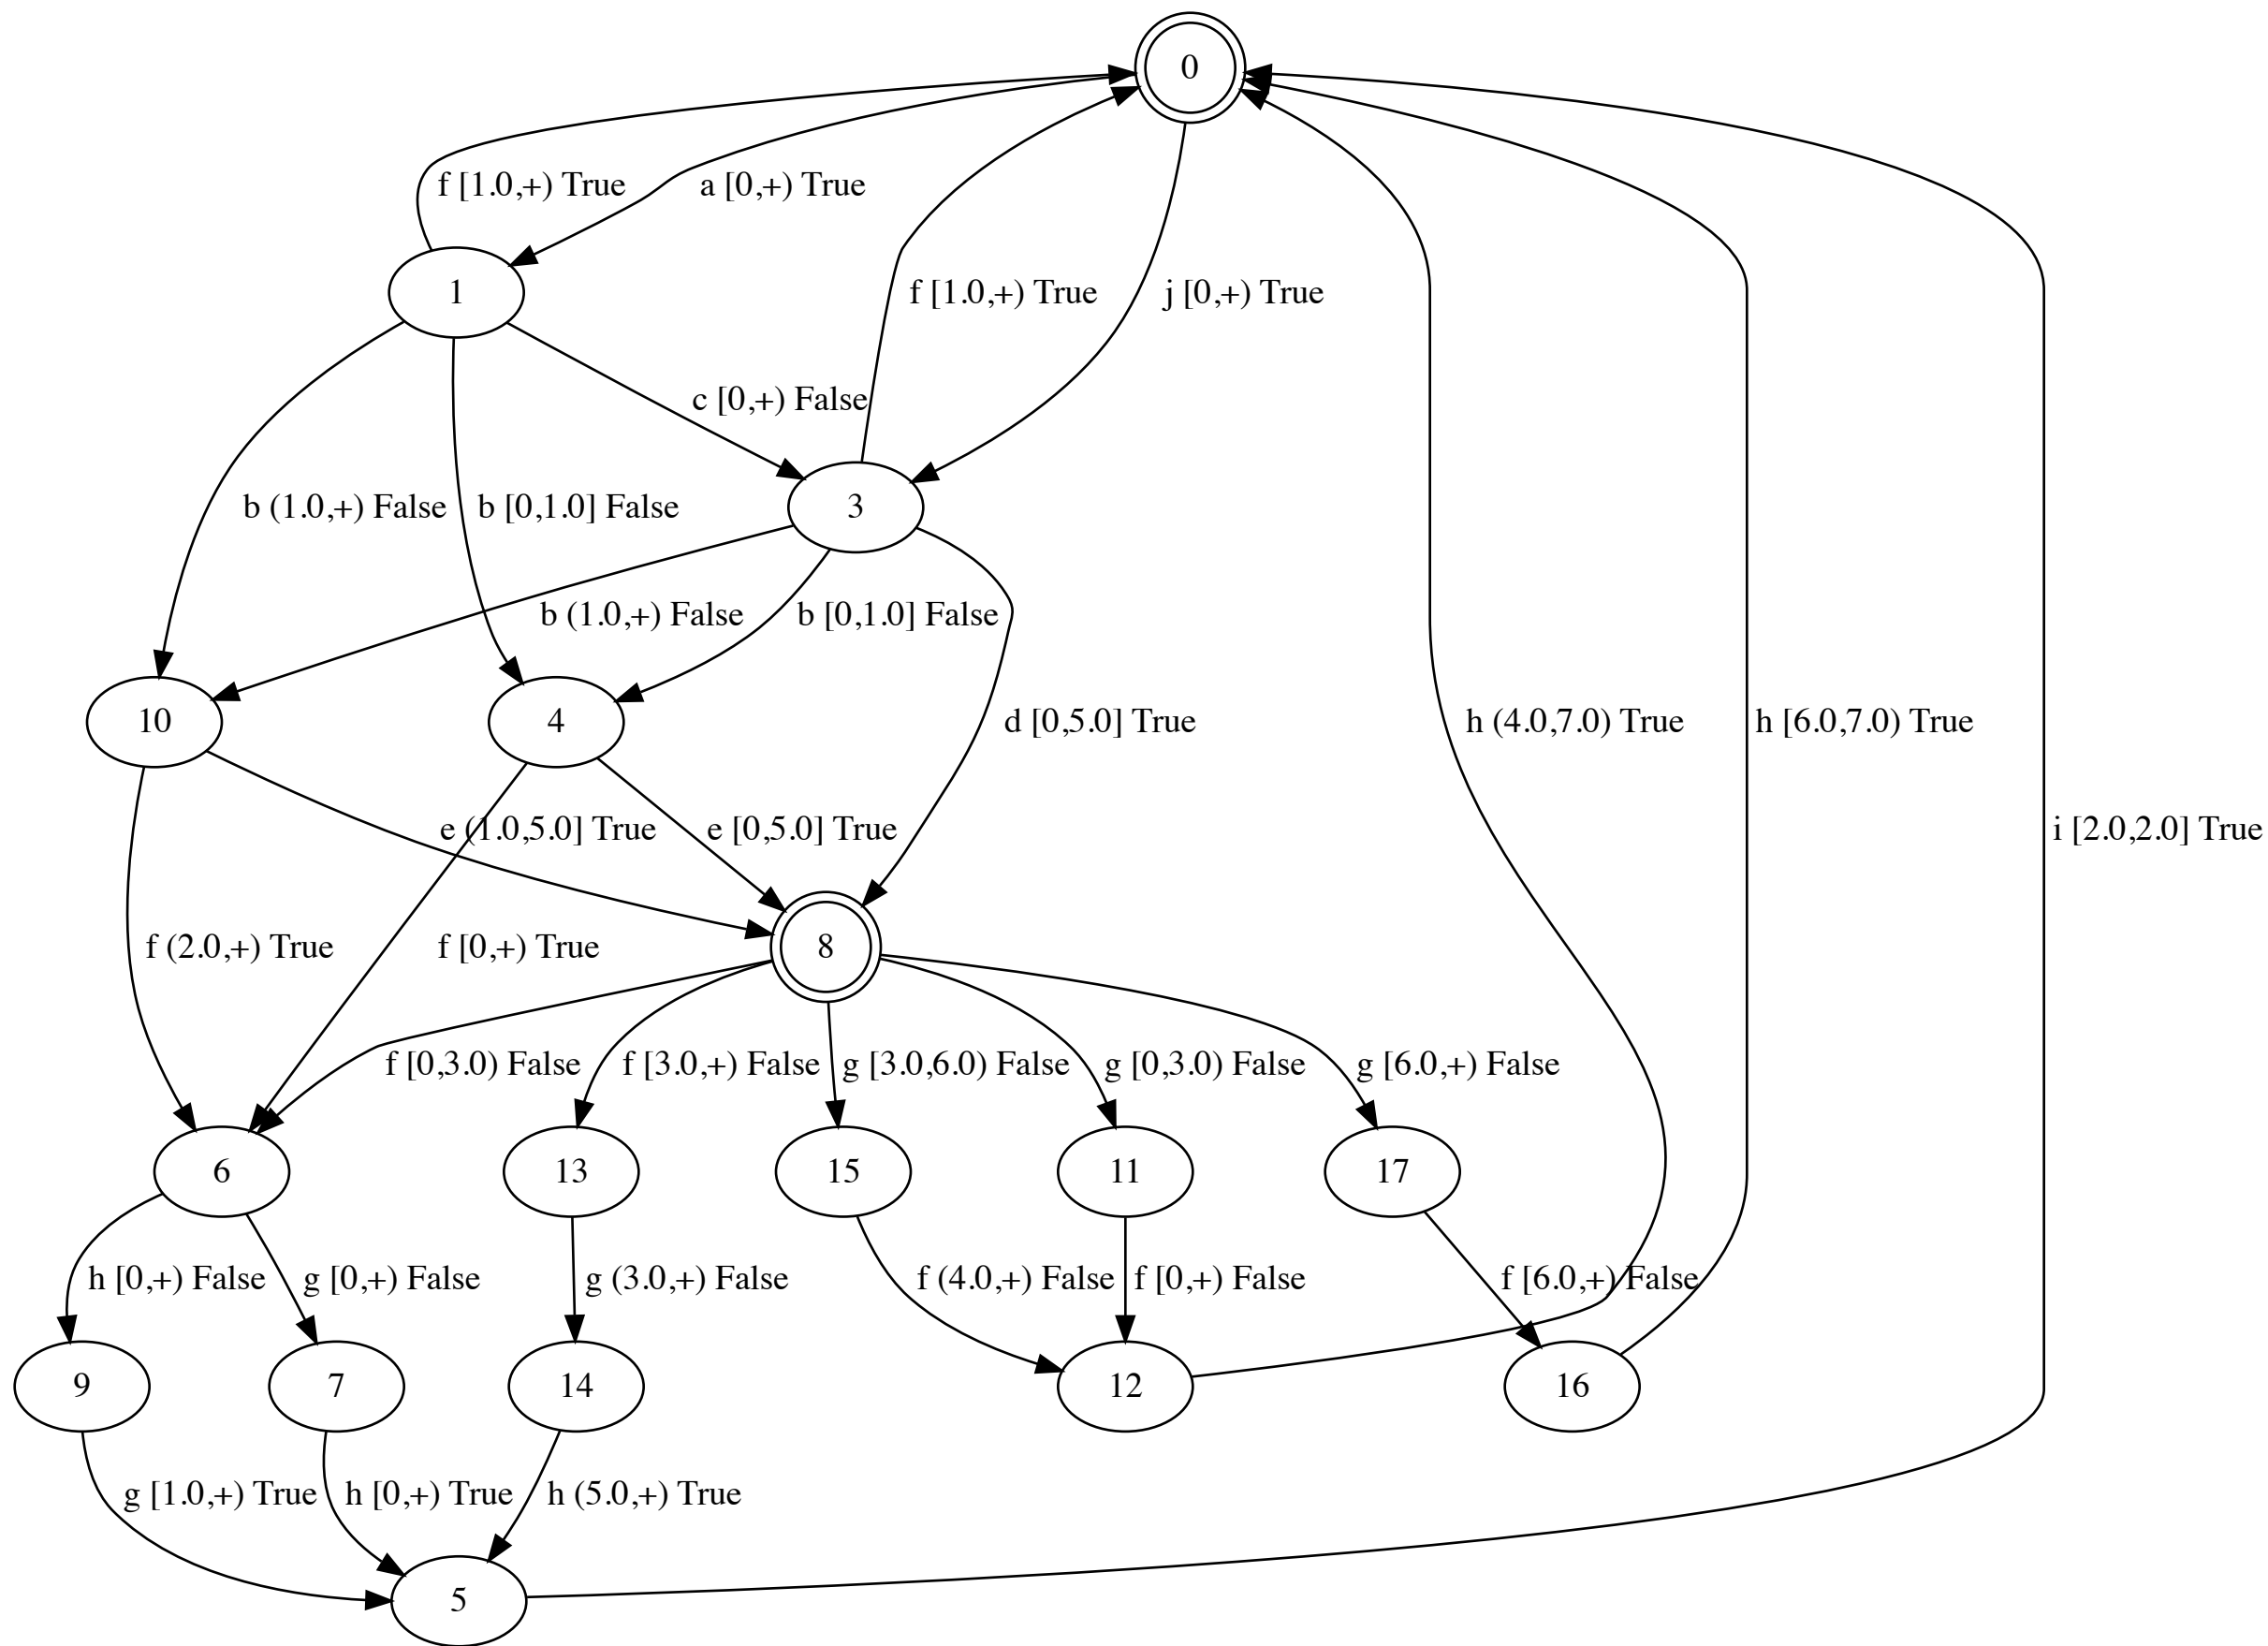 0
f [1.0,+) True
a [0,+) True
1
f [1.0,+) True
j [0,+) True
c [0,+) False
b (1.0,+) False
b [0,1.0] False
3
b (1.0,+) False
b [0,1.0] False
10
4
d [0,5.0] True
h (4.0,7.0) True
h [6.0,7.0) True
e (1.0,5.0] True
e [0,5.0] True
i [2.0,2.0] True
f (2.0,+) True
f [0,+) True
8
f [0,3.0) False
f [3.0,+) False
g [3.0,6.0) False
g [0,3.0) False
g [6.0,+) False
6
13
15
11
17
h [0,+) False
g [0,+) False
g (3.0,+) False
f (4.0,+) False
f [0,+) False
f [6.0,+) False
9
7
14
12
16
g [1.0,+) True
h [0,+) True
h (5.0,+) True
5